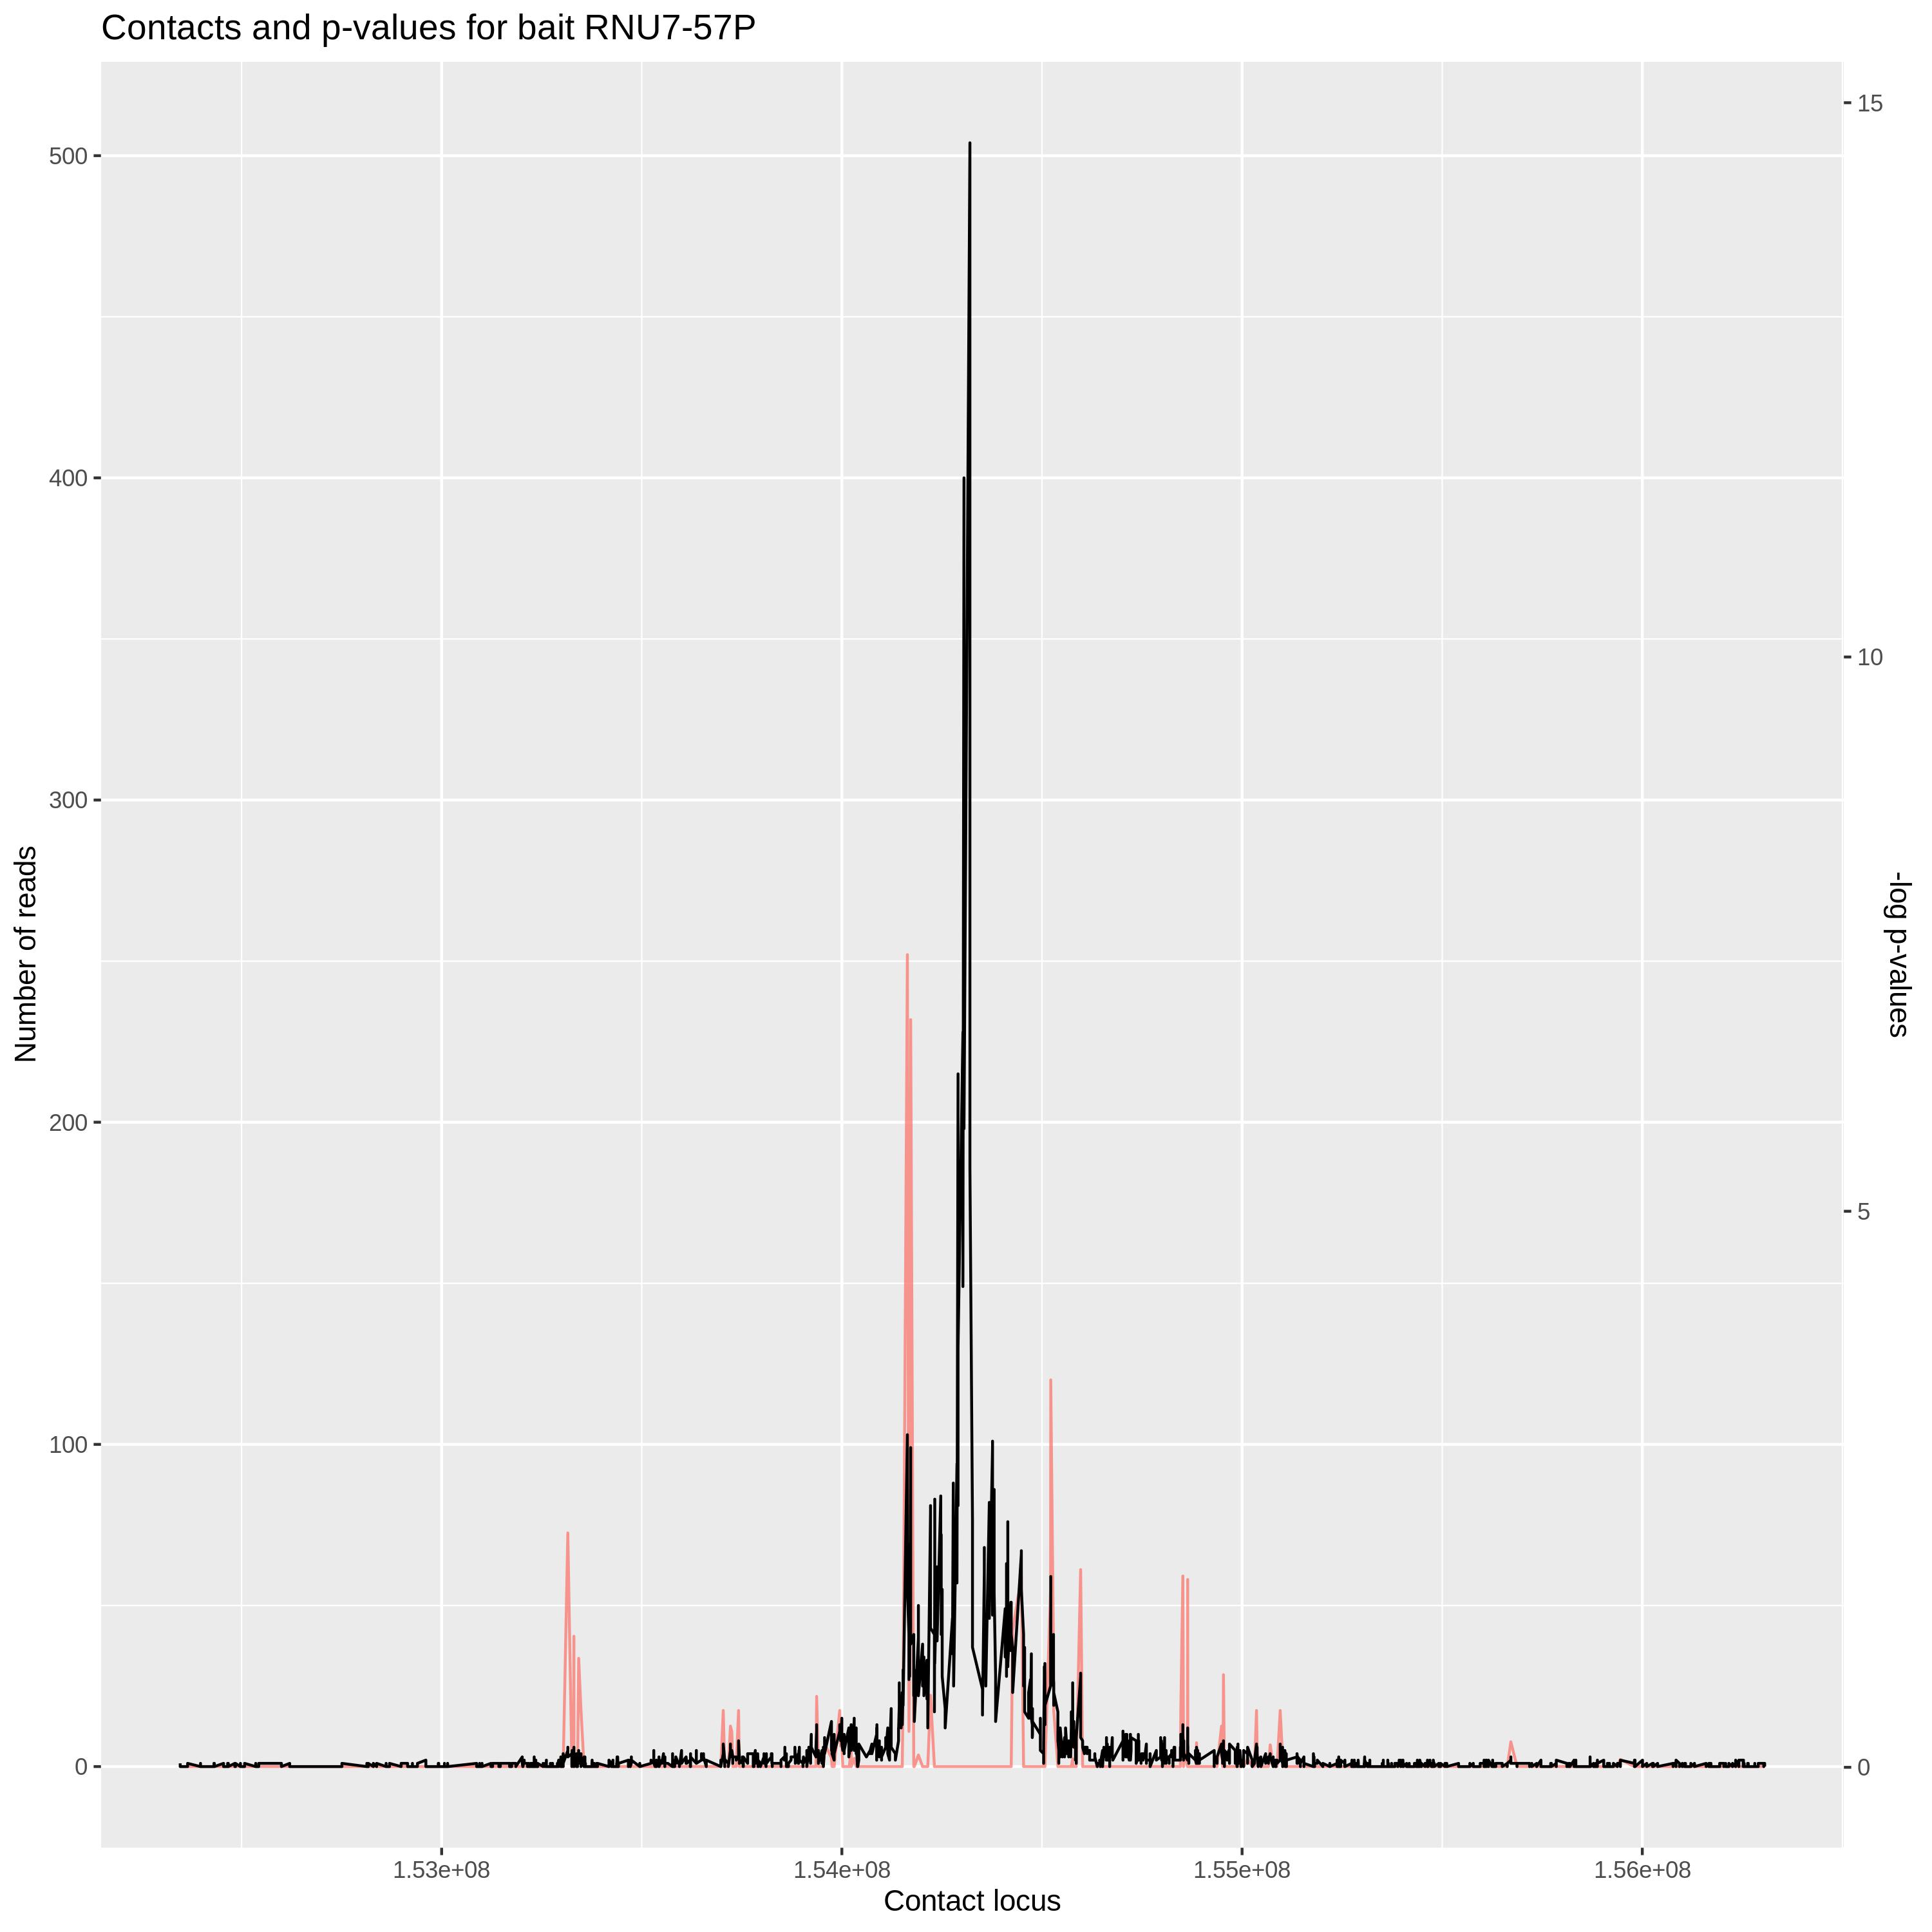 Contacts and p-values for bait RNU7-57P
500
400
300
200
100
0
Number of reads
15
10
5
0
-log p-values
1.53e+08
1.54e+08
1.55e+08
1.56e+08
Contact locus